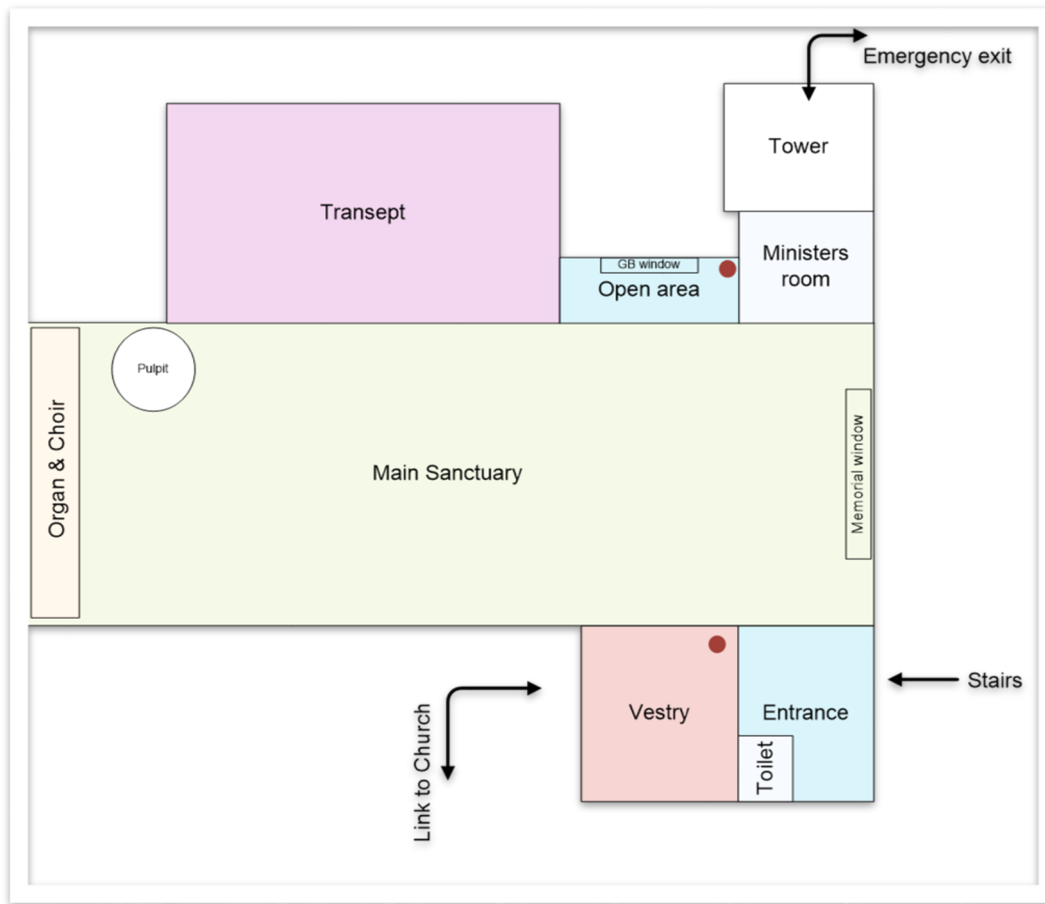 Emergency exit
Tower
Transept
Ministers
room
GB window
Open area
Pulpit
Organ & Choir
Main Sanctuary
Memorial window
Stairs
Vestry
Entrance
Toilet
Link to Church